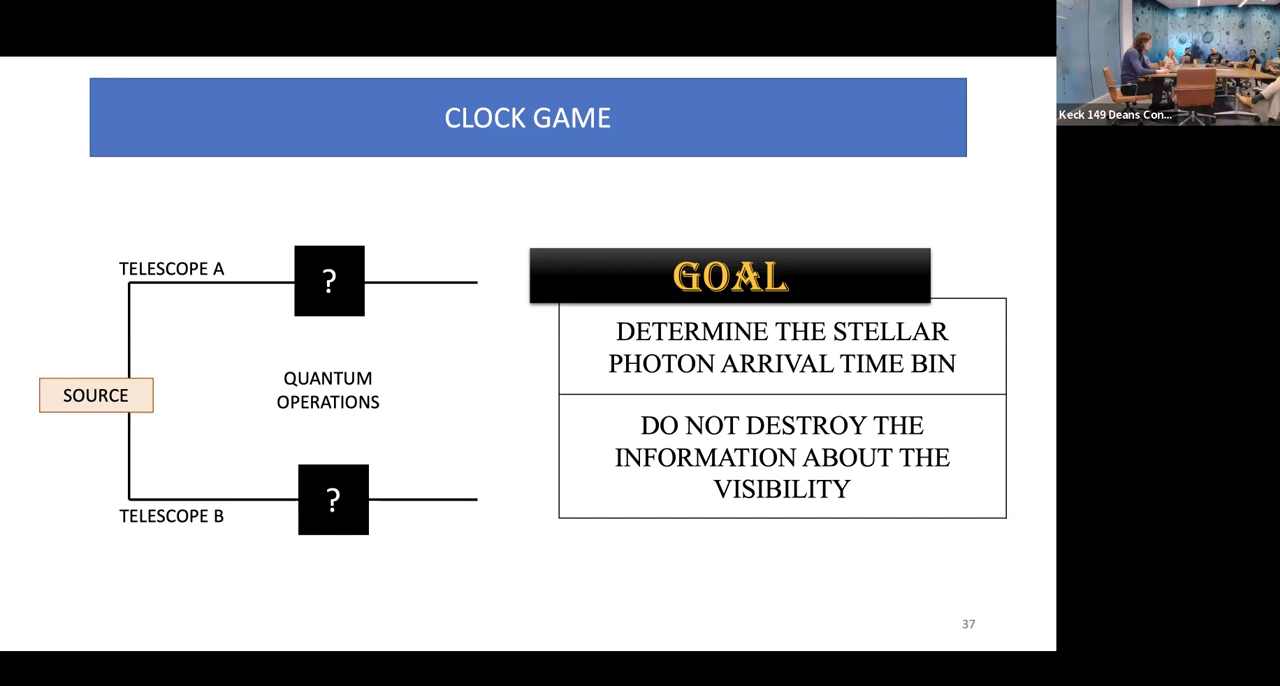 CLOCK GAME
TELESCOPE A
?
SOURCE
QUANTUM
OPERATIONS
?
TELESCOPE B
GOAL
DETERMINE THE STELLAR
PHOTON ARRIVAL TIME BIN
DO NOT DESTROY THE
INFORMATION ABOUT THE
VISIBILITY
37
Keck 149 Deans Con...